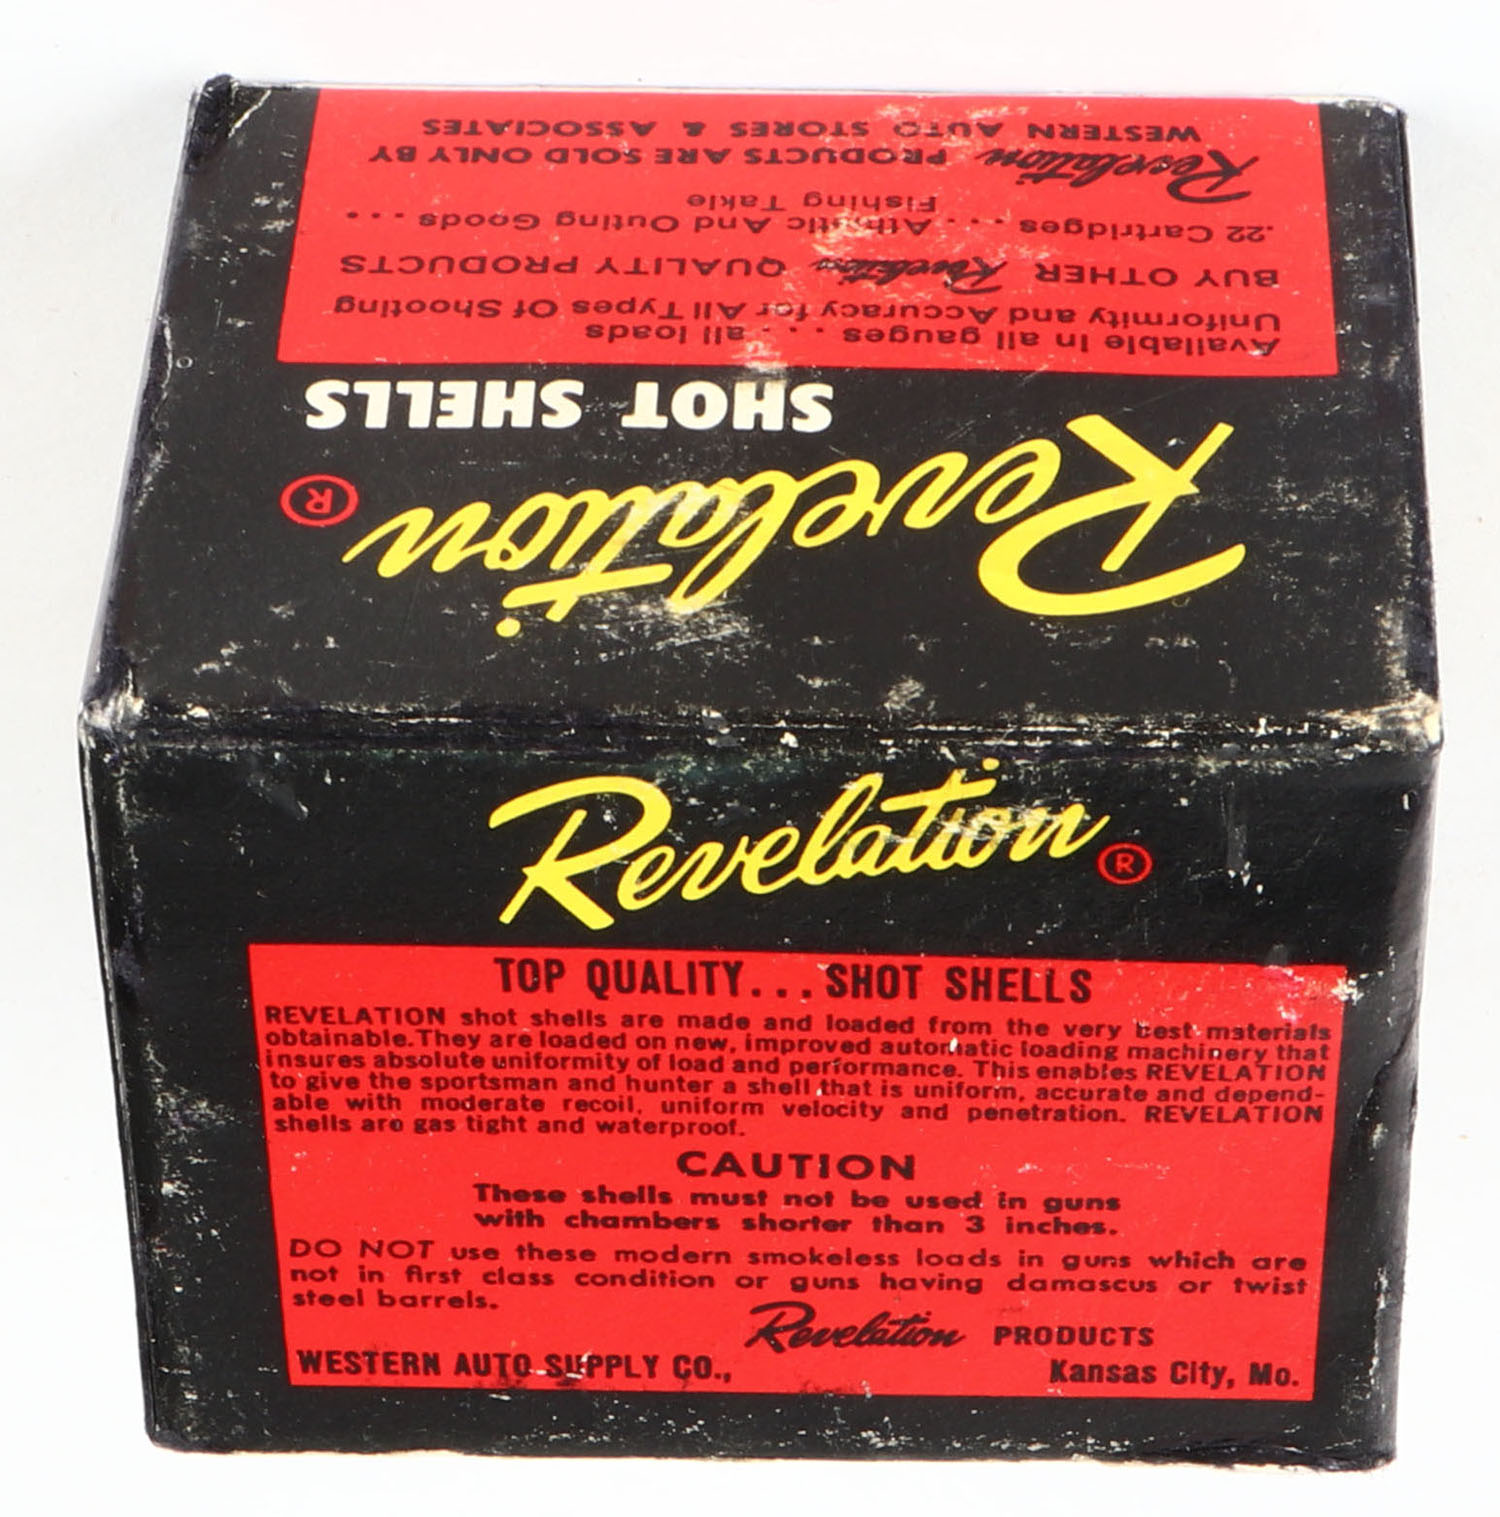 WESTERN AUTO STORES & ASSOCIATES
Revelation PRODUCTS ARE SOLD ONLY BY
Fishing Takle
.22 Cartridges . . . Athletic And Outing Goods . . .
BUY OTHER Revelation QUALITY PRODUCTS
Uniformity and Accuracy for All Types Of Shooting
Available In all gauges . . . all loads
SHOT SHELLS
Revelation ®
Revelation ®
TOP QUALITY...SHOT SHELLS
REVELATION shot shells are made and loaded from the very best materials
obtainable. They are loaded on new, improved automatic loading machinery that
insures absolute uniformity of load and performance. This enables REVELATION
to give the sportsman and hunter a shell that is uniform, accurate and depend-
able with moderate recoil, uniform velocity and penetration. REVELATION
shells are gas tight and waterproof.
CAUTION
These shells must not be used in guns
with chambers shorter than 3 inches.
DO NOT use these modern smokeless loads in guns which are
not in first class condition or guns having damascus or twist
steel barrels.
Revelation PRODUCTS
WESTERN AUTO SUPPLY CO., Kansas City, Mo.